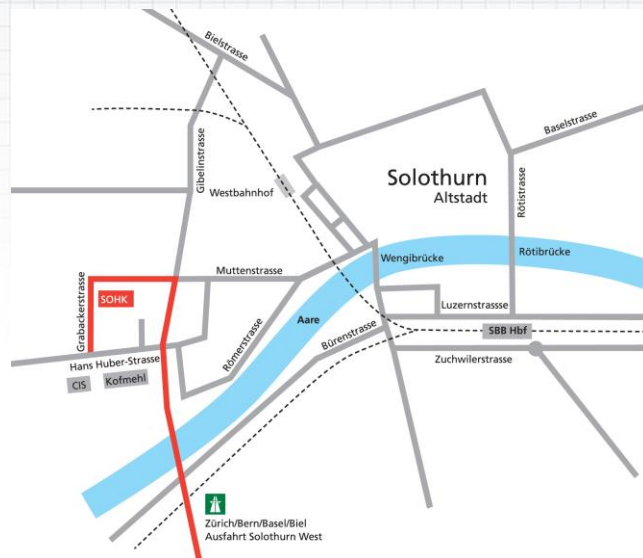 Bielstrasse
Baselstrasse
Gibelinstrasse
Westbahnhof
Solothurn
Altstadt
Rötistrasse
Wengibrücke
Rötibrücke
Muttenstrasse
Grabackerstrasse
SOHK
Luzernstrassse
Aare
SBB Hbf
Römerstrasse
Bürenstrasse
Zuchwilerstrasse
Hans Huber-Strasse
CIS
Kofmehl
Zürich/Bern/Basel/Biel
Ausfahrt Solothurn West